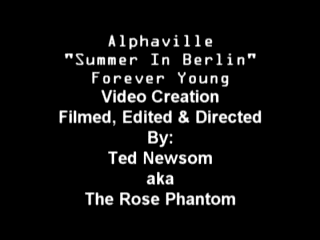 Alphaville
"Summer In Berlin"
Forever Young
Video Creation
Filmed, Edited & Directed
By:
Ted Newsom
aka
The Rose Phantom